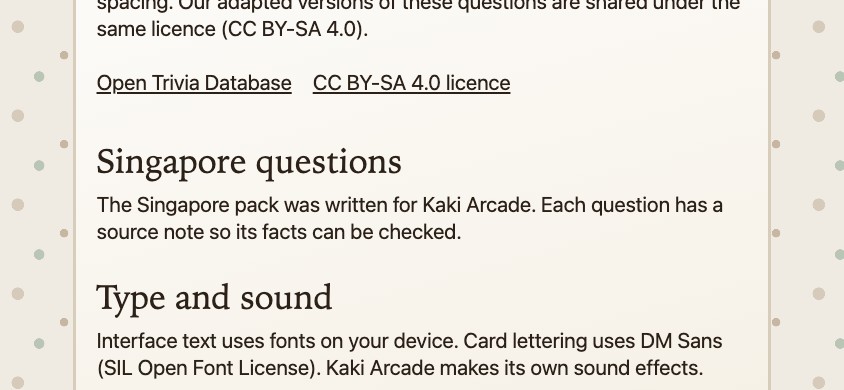 spacing. Our adapted versions of these questions are shared under the
same licence (CC BY-SA 4.0).
Open Trivia Database CC BY-SA 4.0 licence
Singapore questions
The Singapore pack was written for Kaki Arcade. Each question has a
source note so its facts can be checked.
Type and sound
Interface text uses fonts on your device. Card lettering uses DM Sans
(SIL Open Font License). Kaki Arcade makes its own sound effects.